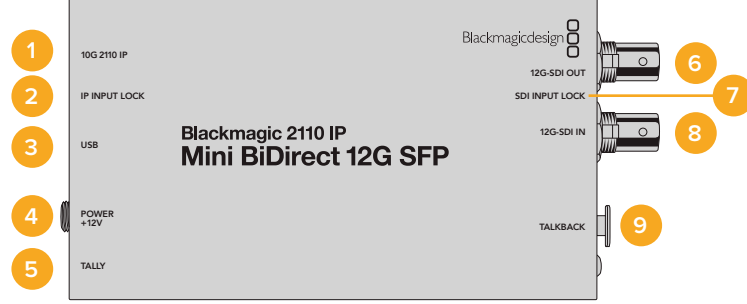 1
10G 2110 IP
2
IP INPUT LOCK
3
USB
4
POWER
+12V
5
TALLY
Blackmagicdesign
Blackmagic 2110 IP
Mini BiDirect 12G SFP
12G-SDI OUT
6
SDI INPUT LOCK
7
12G-SDI IN
8
TALKBACK
9